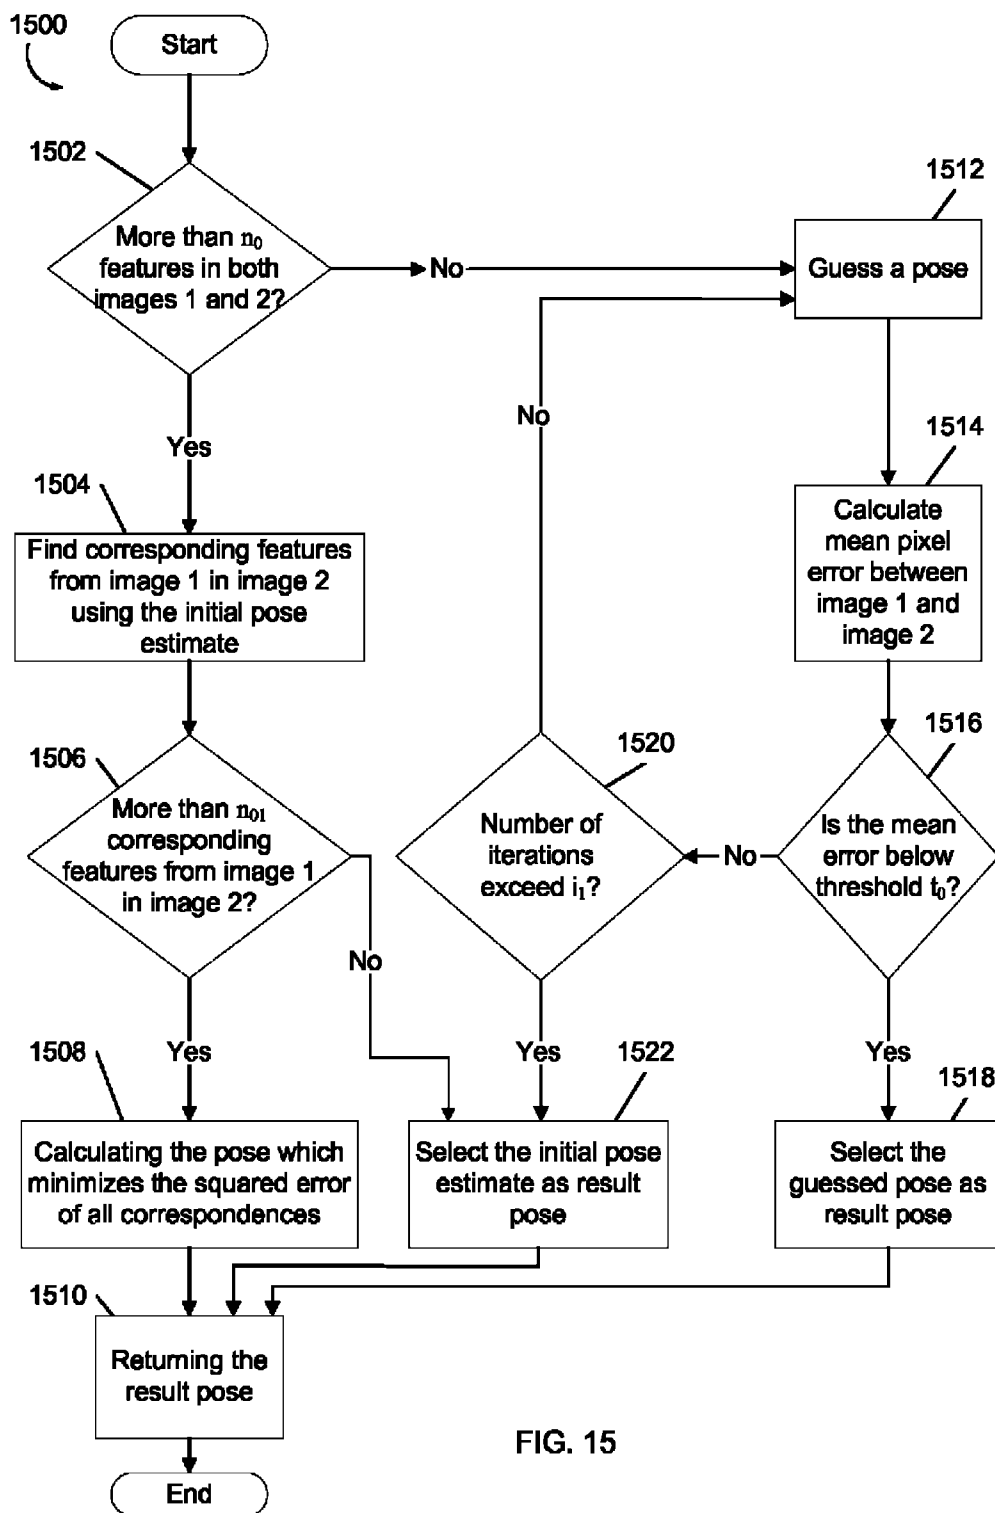 1500
Start
1502
More than n₀
features in both
images 1 and 2?
No
1512
Guess a pose
Yes
No
1514
Calculate
mean pixel
error between
image 1 and
image 2
1504
Find corresponding features
from image 1 in image 2
using the initial pose
estimate
1506
More than n₀₁
corresponding
features from image 1
in image 2?
1520
Number of
iterations
exceed i₁?
No
1516
Is the mean
error below
threshold t₀?
No
Yes
Yes
Yes
1508
Calculating the pose which
minimizes the squared error
of all correspondences
1522
Select the initial pose
estimate as result
pose
1518
Select the
guessed pose as
result pose
1510
Returning the
result pose
End
FIG. 15